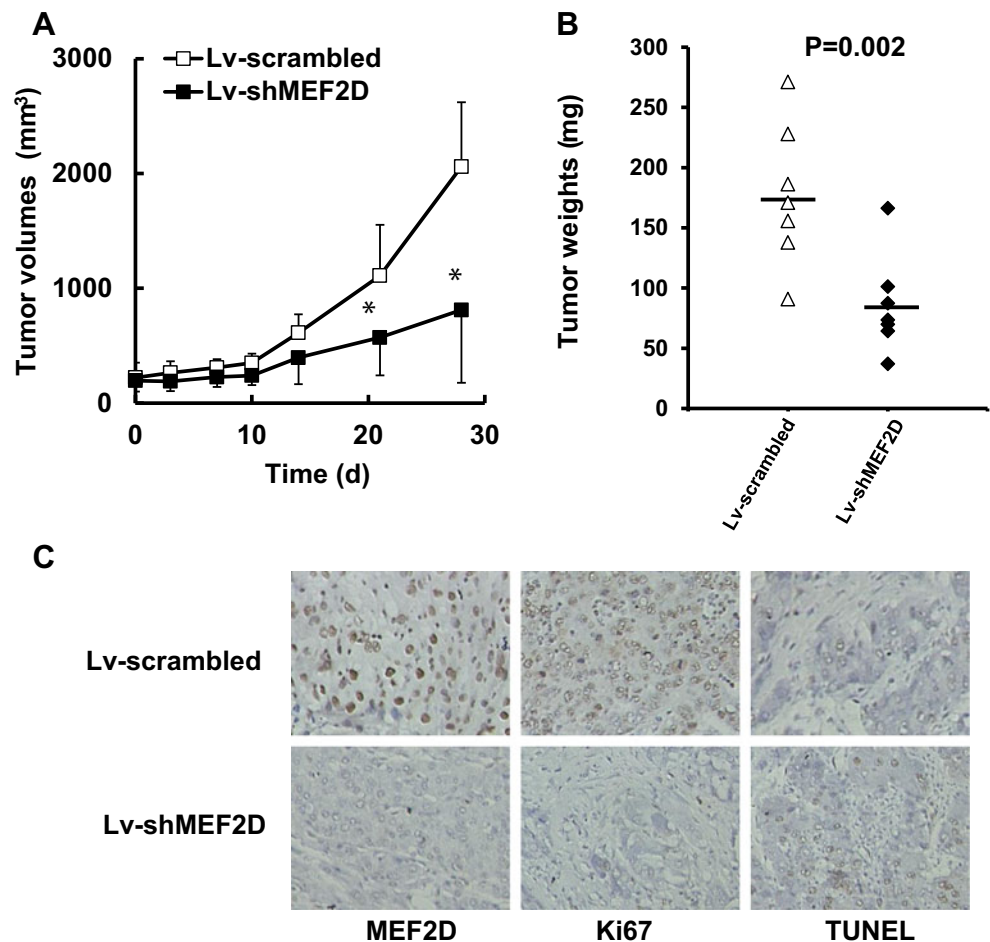 A
Tumor volumes (mm³)
3000
2000
1000
0
Lv-scrambled
Lv-shMEF2D
*
*
0 10 20 30
Time (d)
B
Tumor weights (mg)
300
250
200
150
100
50
0
P=0.002
Lv-scrambled
Lv-shMEF2D
C
Lv-scrambled
Lv-shMEF2D
MEF2D Ki67 TUNEL